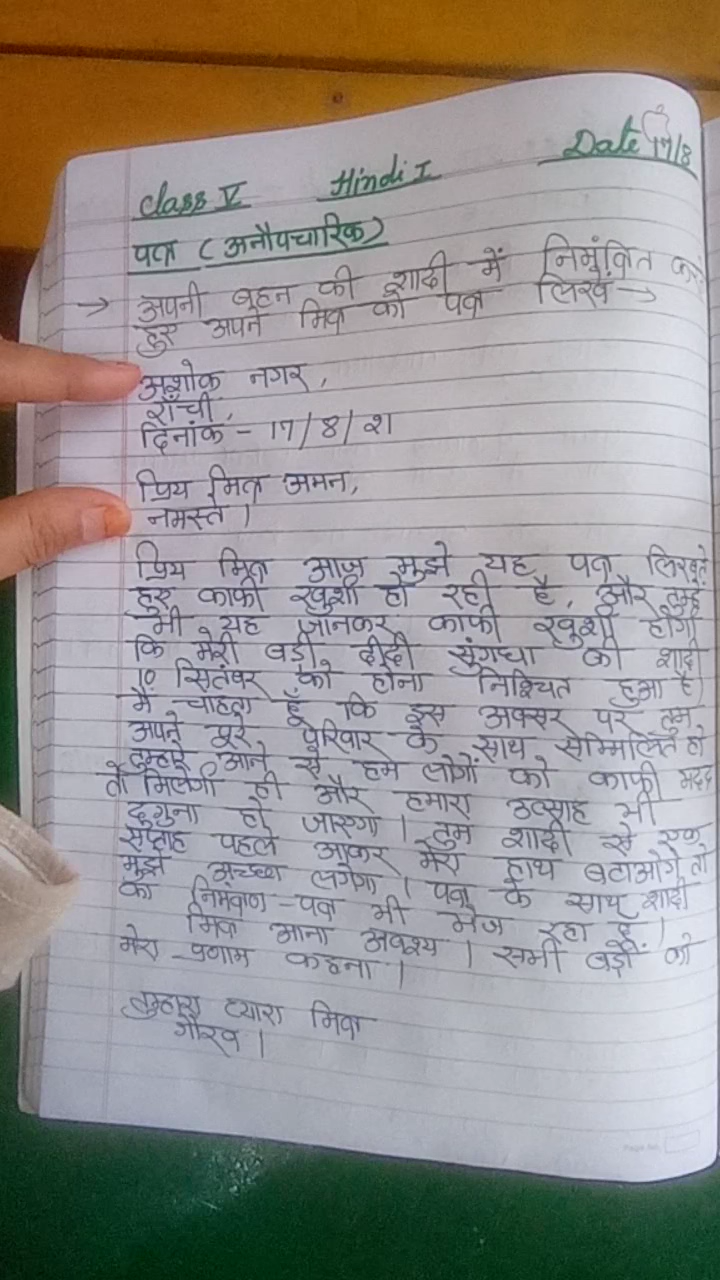 Class V Hindi I Date 17/8
पत्र (अनौपचारिक)
→ अपनी बहन की शादी में निमंत्रित करते
हुए अपने मित्र को पत्र लिखें →
अशोक नगर,
राँची,
दिनांक - 17/8/21
प्रिय मित्र अमन,
नमस्ते।
प्रिय मित्र आज मुझे यह पत्र लिखते
हुए काफी खुशी हो रही है, और तुम्हें
भी यह जानकर काफी खुशी होगी
कि मेरी बड़ी दीदी सुगंधा की शादी
10 सितंबर को होना निश्चित हुआ है।
मैं चाहता हूँ कि इस अवसर पर तुम
अपने पूरे परिवार के साथ सम्मिलित हो
तुम्हारे आने से हम लोगों को काफी मदद
तो मिलेगी ही और हमारा उत्साह भी
दुगुना हो जाएगा। तुम शादी से एक
सप्ताह पहले आकर मेरा हाथ बटाओगे तो
मुझे अच्छा लगेगा। पत्र के साथ शादी
का निमंत्रण-पत्र भी भेज रहा हूँ।
मित्र आना अवश्य। सभी बड़ों को
मेरा प्रणाम कहना।
तुम्हारा प्यारा मित्र
गौरव।